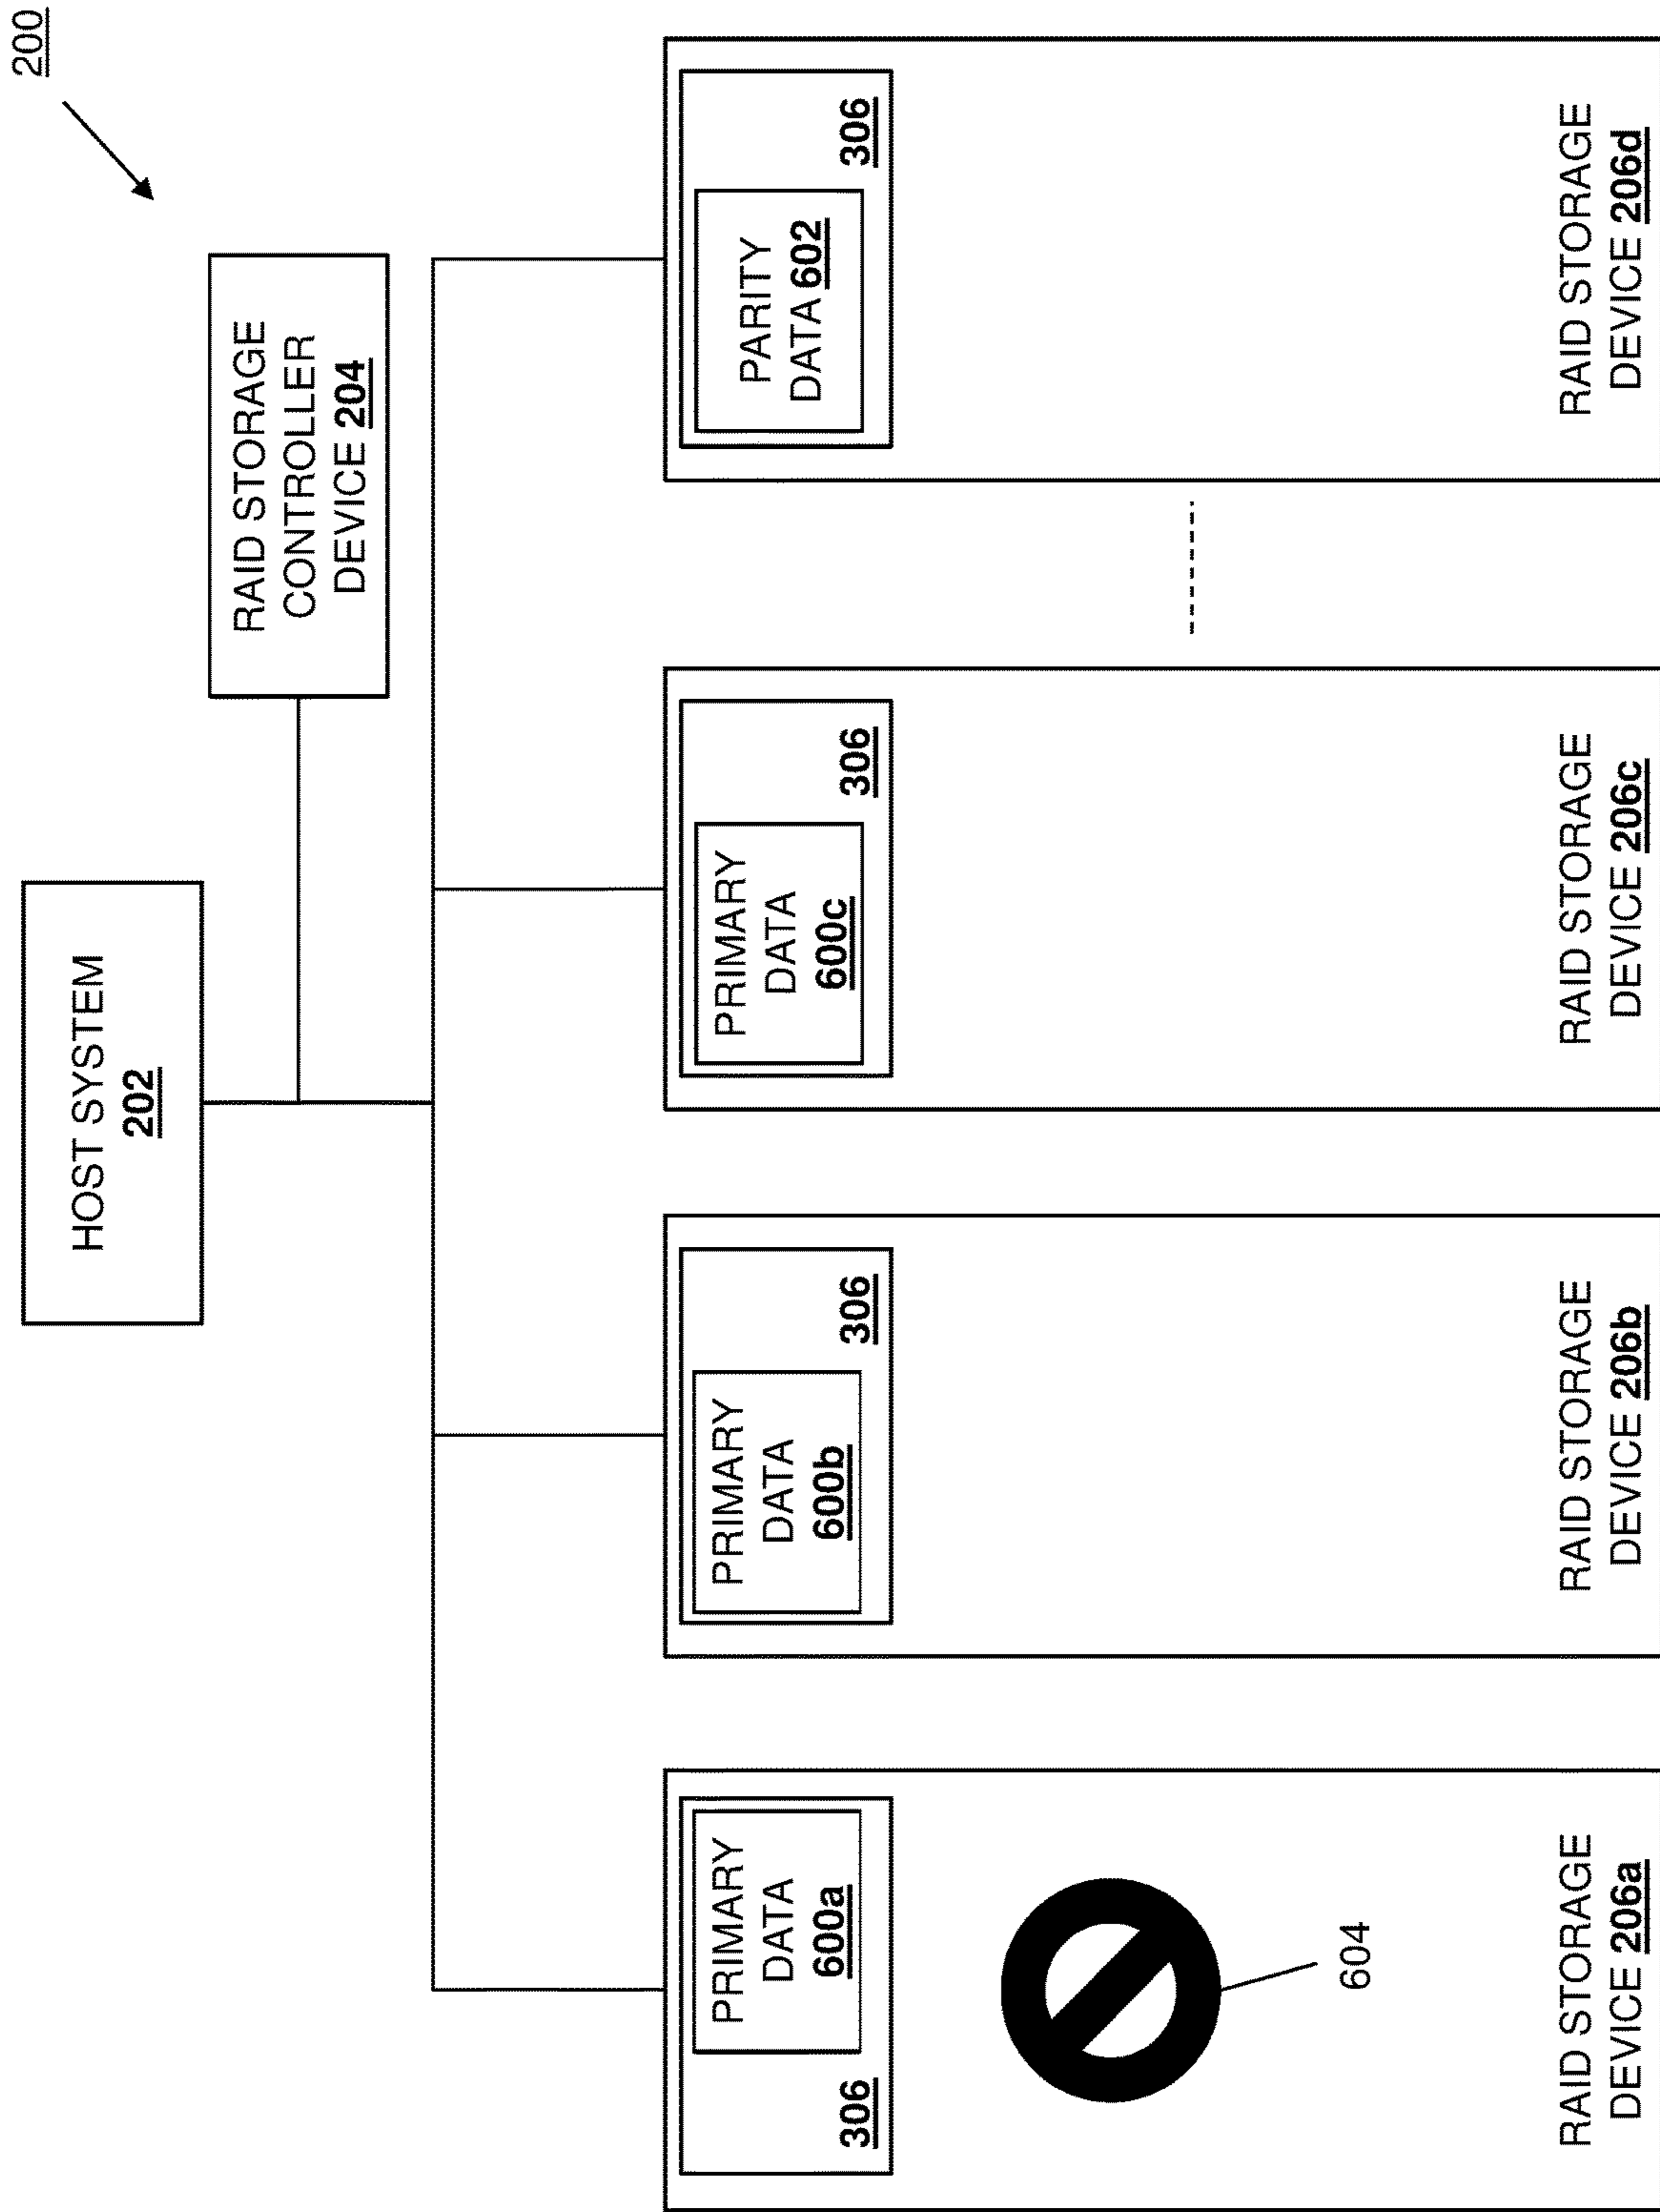 200
HOST SYSTEM
202
RAID STORAGE
CONTROLLER
DEVICE 204
PRIMARY
DATA
600a
306
604
RAID STORAGE
DEVICE 206a
PRIMARY
DATA
600b
306
RAID STORAGE
DEVICE 206b
PRIMARY
DATA
600c
306
RAID STORAGE
DEVICE 206c
PARITY
DATA 602
306
RAID STORAGE
DEVICE 206d